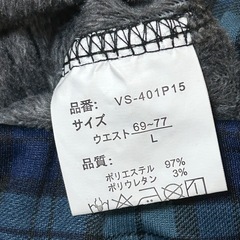 品番: VS-401P15
サイズ
ウエスト 69~77
L
品質:
ポリエステル 97%
ポリウレタン 3%